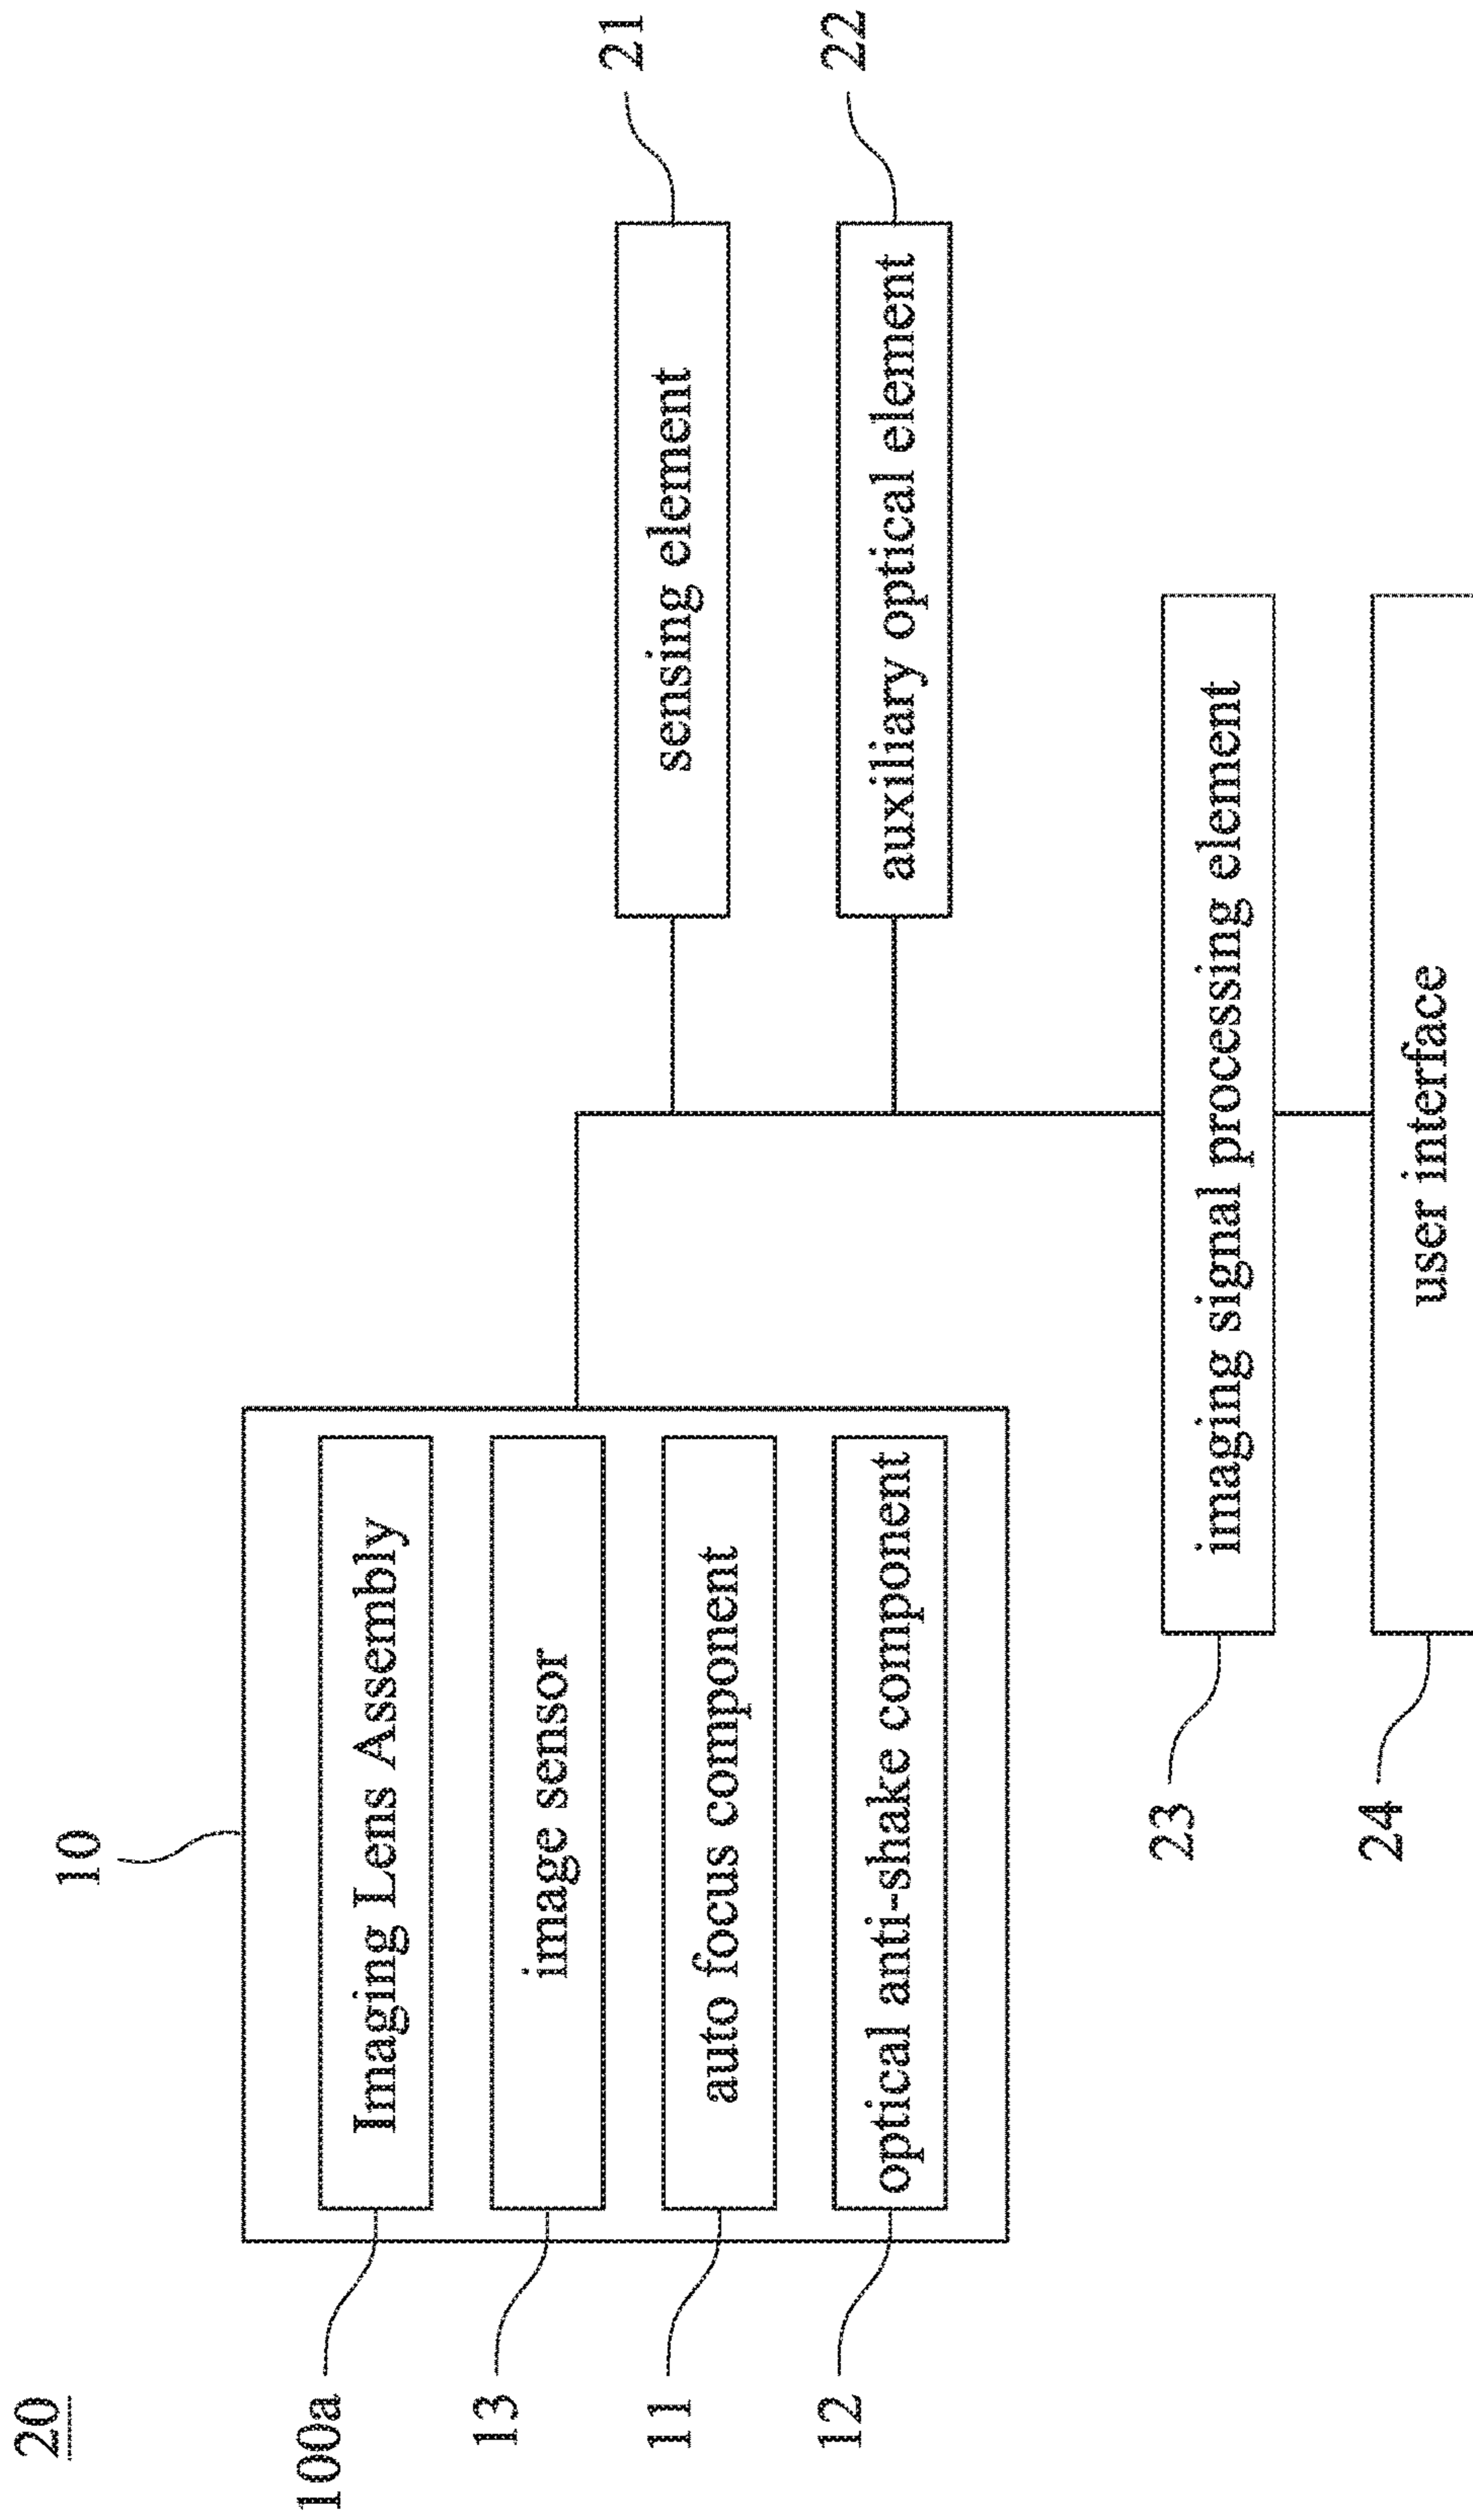 20
10
100a
Imaging Lens Assembly
13
image sensor
11
auto focus component
12
optical anti-shake component
sensing element
21
auxiliary optical element
22
23
imaging signal processing element
24
user interface